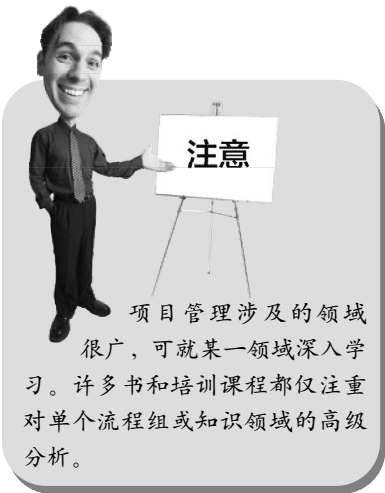 注意
项目管理涉及的领域
很广，可就某一领域深入学
习。许多书和培训课程都仅注重
对单个流程组或知识领域的高级
分析。